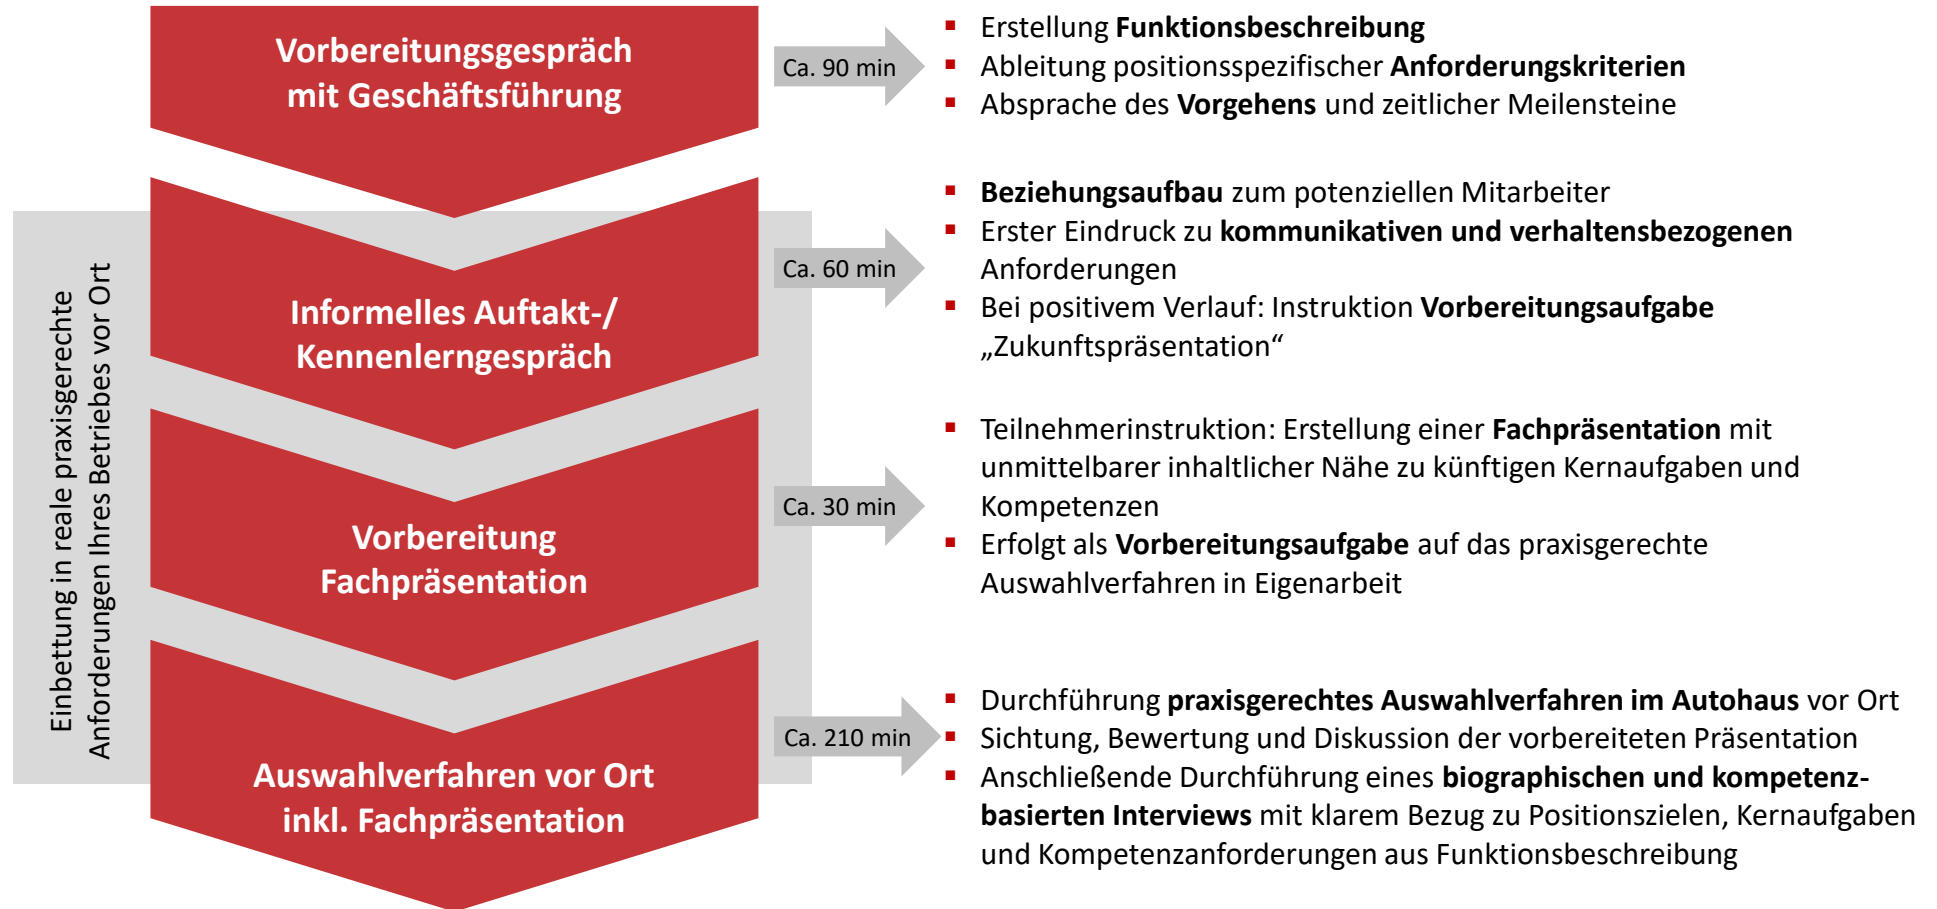 Vorbereitungsgespräch
mit Geschäftsführung
Ca. 90 min
▪ Erstellung Funktionsbeschreibung
▪ Ableitung positionsspezifischer Anforderungskriterien
▪ Absprache des Vorgehens und zeitlicher Meilensteine
Einbettung in reale praxisgerechte
Anforderungen Ihres Betriebes vor Ort
Informelles Auftakt-/
Kennenlerngespräch
Ca. 60 min
▪ Beziehungsaufbau zum potenziellen Mitarbeiter
▪ Erster Eindruck zu kommunikativen und verhaltensbezogenen
Anforderungen
▪ Bei positivem Verlauf: Instruktion Vorbereitungsaufgabe
„Zukunftspräsentation“
Vorbereitung
Fachpräsentation
Ca. 30 min
▪ Teilnehmerinstruktion: Erstellung einer Fachpräsentation mit
unmittelbarer inhaltlicher Nähe zu künftigen Kernaufgaben und
Kompetenzen
▪ Erfolgt als Vorbereitungsaufgabe auf das praxisgerechte
Auswahlverfahren in Eigenarbeit
Auswahlverfahren vor Ort
inkl. Fachpräsentation
Ca. 210 min
▪ Durchführung praxisgerechtes Auswahlverfahren im Autohaus vor Ort
▪ Sichtung, Bewertung und Diskussion der vorbereiteten Präsentation
▪ Anschließende Durchführung eines biographischen und kompetenz-
basierten Interviews mit klarem Bezug zu Positionszielen, Kernaufgaben
und Kompetenzanforderungen aus Funktionsbeschreibung